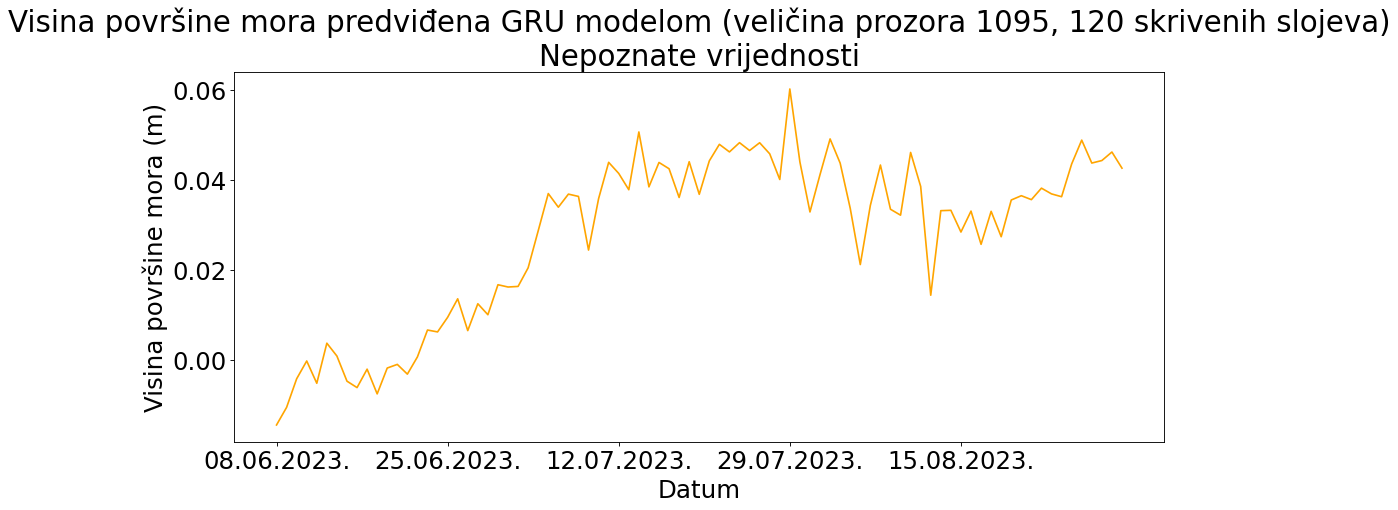 Visina površine mora predviđena GRU modelom (veličina prozora 1095, 120 skrivenih slojeva)
Nepoznate vrijednosti
Visina površine mora (m)
0.06
0.04
0.02
0.00
08.06.2023. 25.06.2023. 12.07.2023. 29.07.2023. 15.08.2023.
Datum